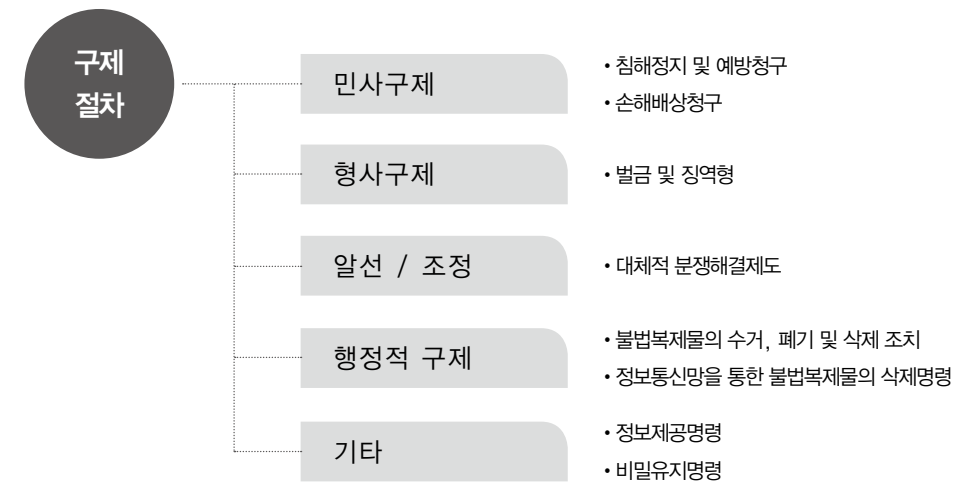 구제
절차
민사구제
• 침해정지 및 예방청구
• 손해배상청구
형사구제
• 벌금 및 징역형
알선 / 조정
• 대체적 분쟁해결제도
행정적 구제
• 불법복제물의 수거, 폐기 및 삭제 조치
• 정보통신망을 통한 불법복제물의 삭제명령
기타
• 정보제공명령
• 비밀유지명령